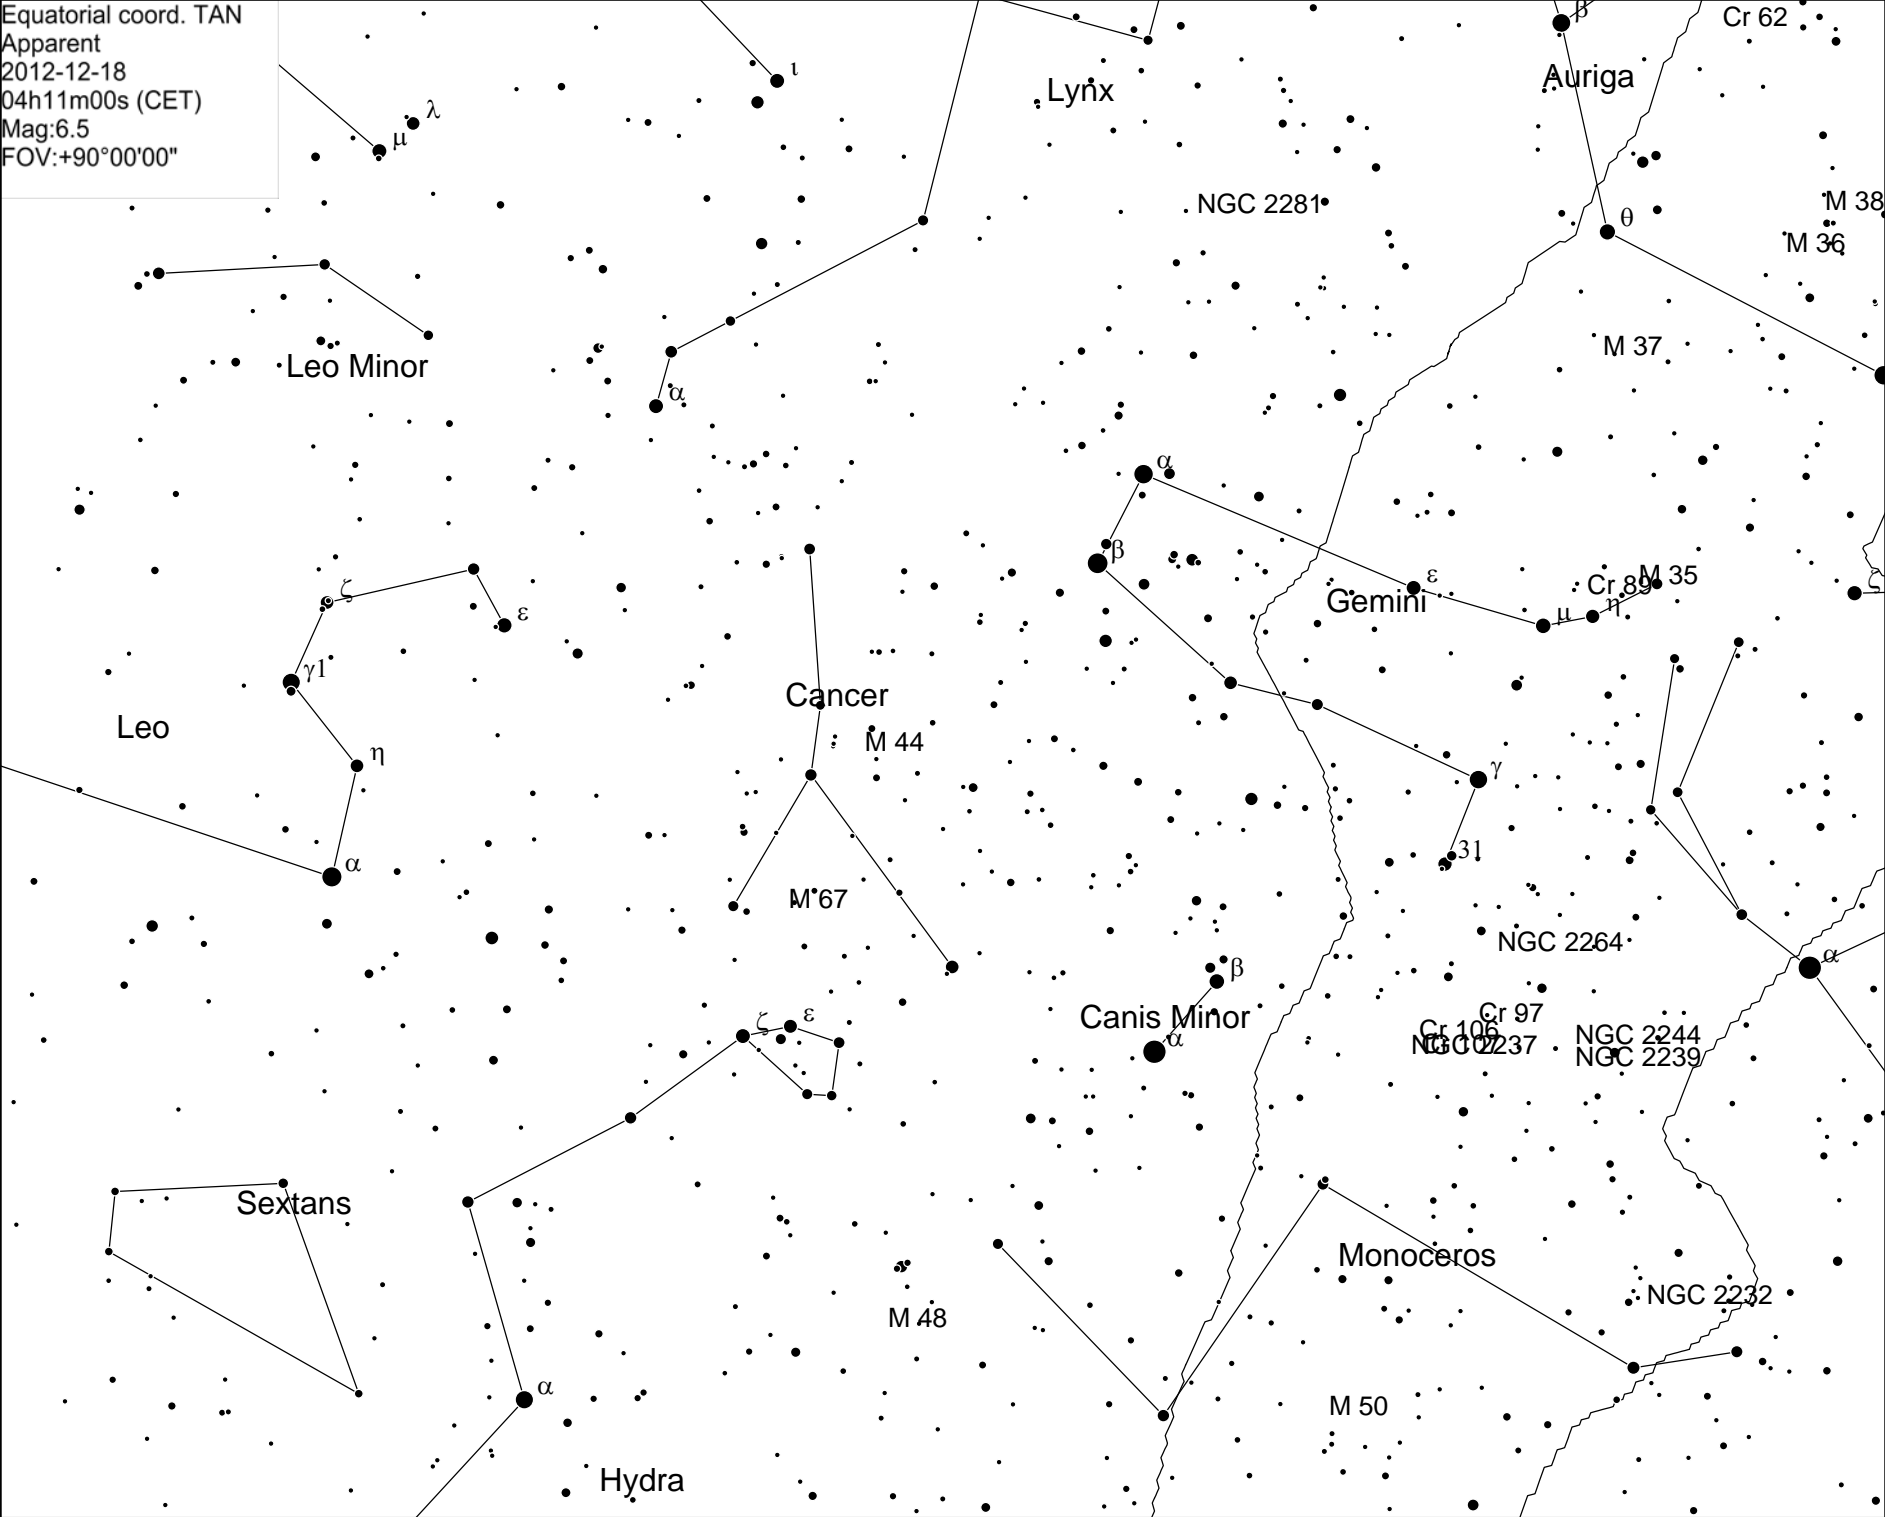 Equatorial coord. TAN
Apparent
2012-12-18
04h11m00s (CET)
Mag:6.5
FOV:+90°00'00"
β
Cr 62
ι
Auriga
Lynx
λ
μ
NGC 2281
M 38
θ
M 36
M 37
Leo Minor
α
α
β
ε
M 35
Cr 89
ζ
ζ
Gemini
η
μ
ε
γ1
Cancer
Leo
M 44
η
γ
31
α
M 67
NGC 2264
α
β
Canis Minor
Cr 97
ζ
ε
Cr 106
α
NGC 2237
NGC 2244
NGC 2239
Sextans
Monoceros
NGC 2232
M 48
α
M 50
Hydra